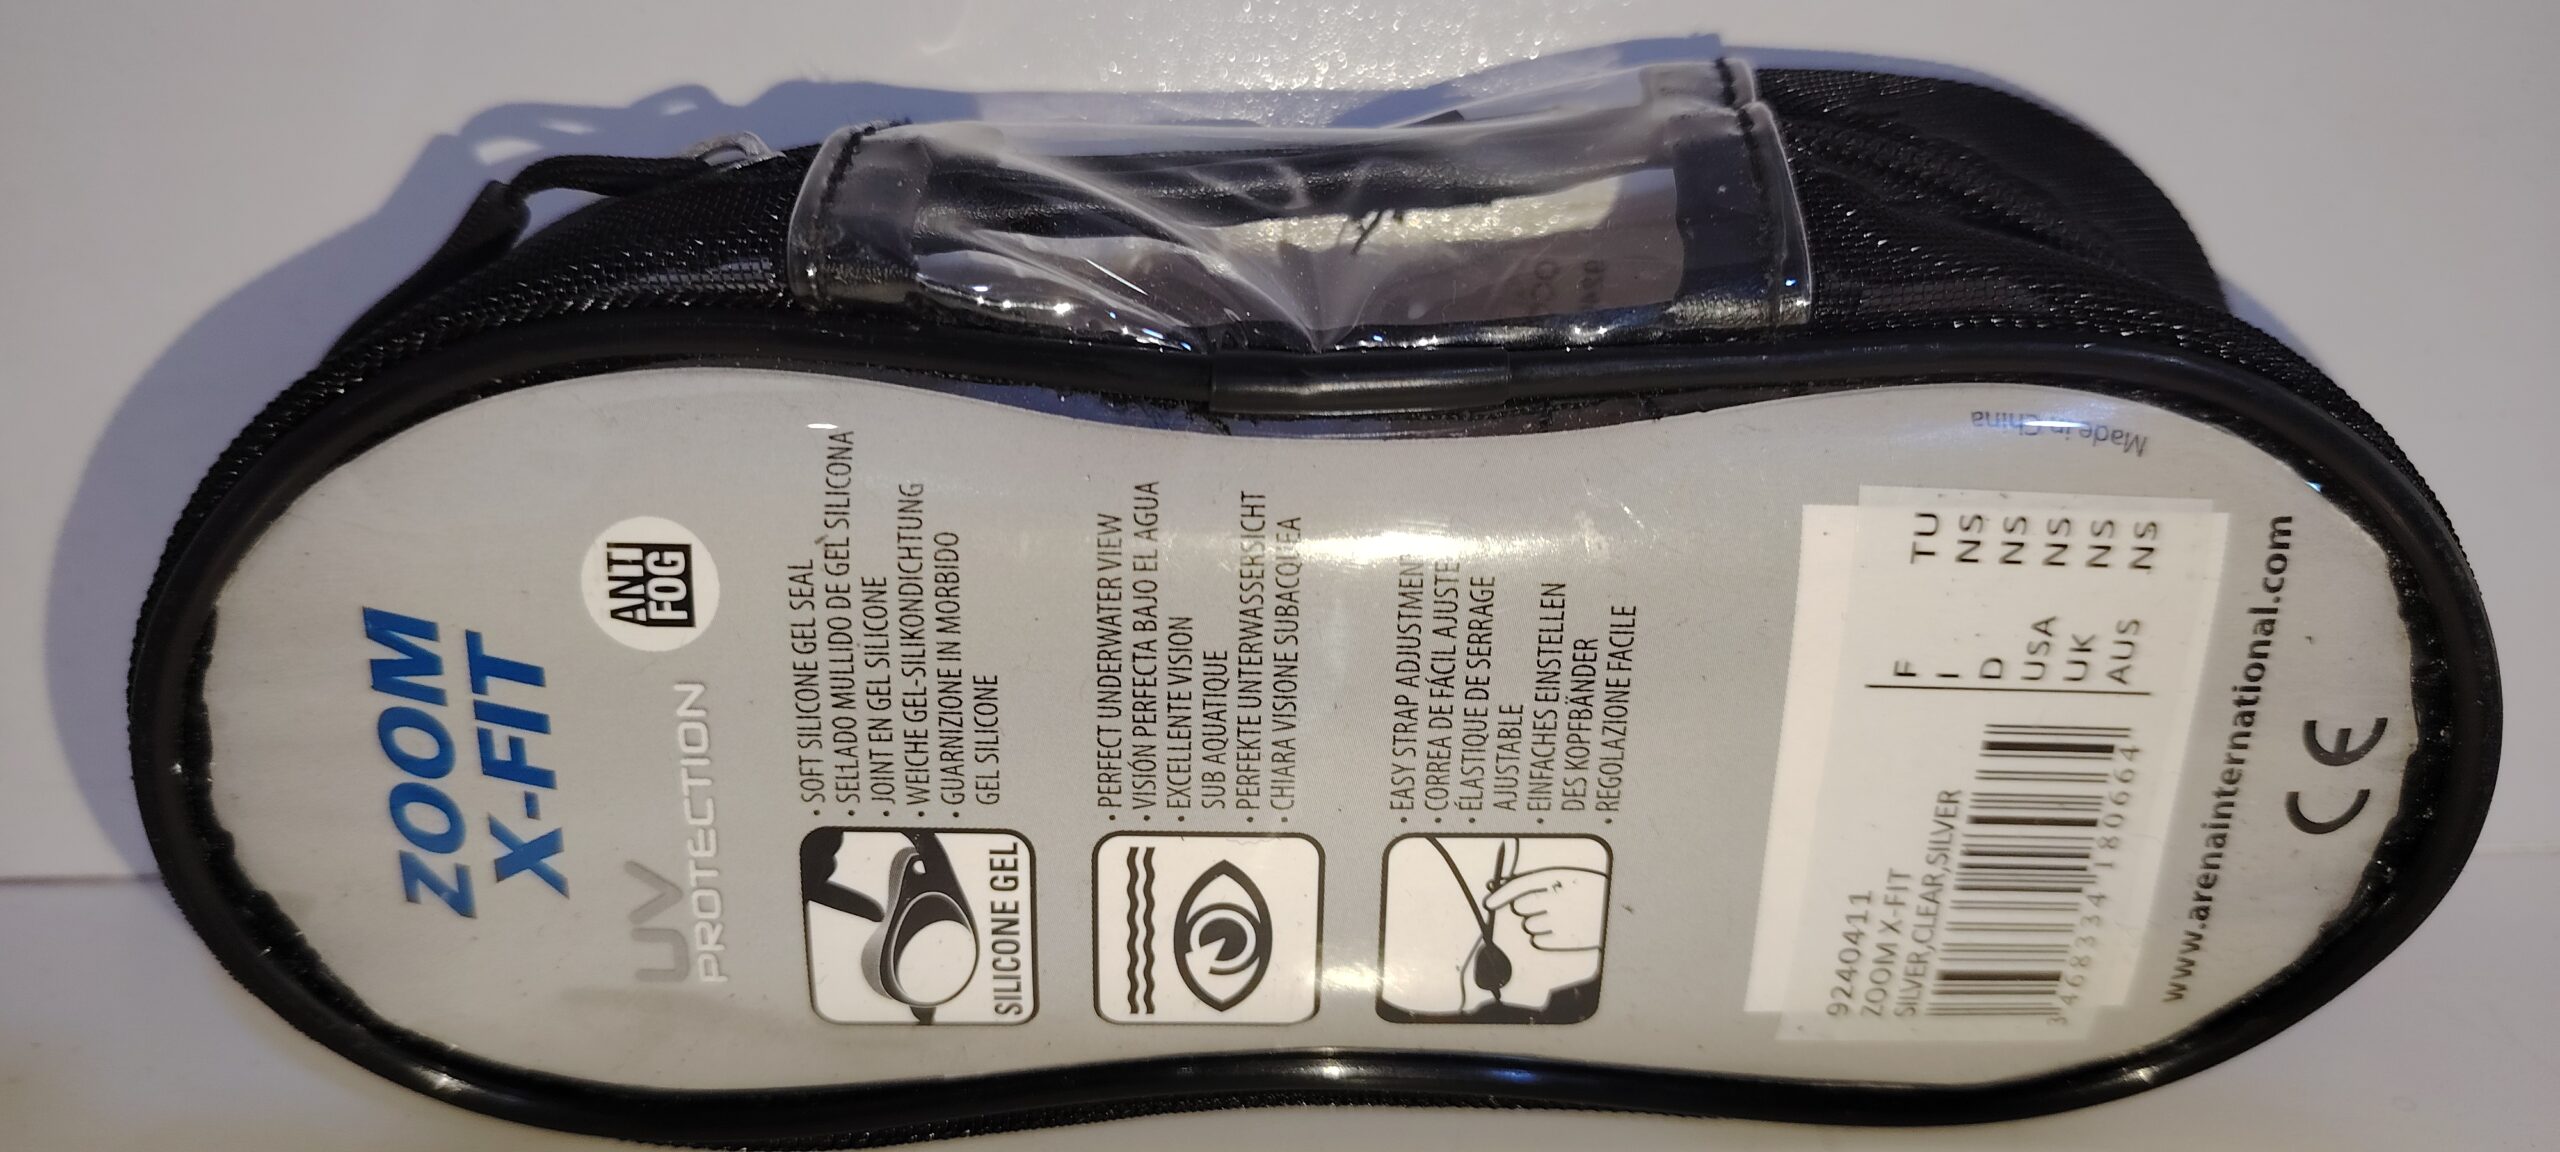 ZOOM
X-FIT
UV
PROTECTION
ANTI
FOG
• SOFT SILICONE GEL SEAL
• SELLADO MULLIDO DE GEL SILICONA
• JOINT EN GEL SILICONE
• WEICHE GEL-SILIKONDICHTUNG
• GUARNIZIONE IN MORBIDO
GEL SILICONE
SILICONE GEL
• PERFECT UNDERWATER VIEW
• VISIÓN PERFECTA BAJO EL AGUA
• EXCELLENTE VISION
SUB AQUATIQUE
• PERFEKTE UNTERWASSERSICHT
• CHIARA VISIONE SUBACQUEA
• EASY STRAP ADJUSTMENT
• CORREA DE FÁCIL AJUSTE
• ÉLASTIQUE DE SERRAGE
AJUSTABLE
• EINFACHES EINSTELLEN
DES KOPFBÄNDER
• REGOLAZIONE FACILE
9240411
ZOOM X-FIT
SILVER,CLEAR,SILVER
3 468334 180664
F TU
I NS
D NS
USA NS
UK NS
AUS NS
Made in China
www.arenainternational.com
CE